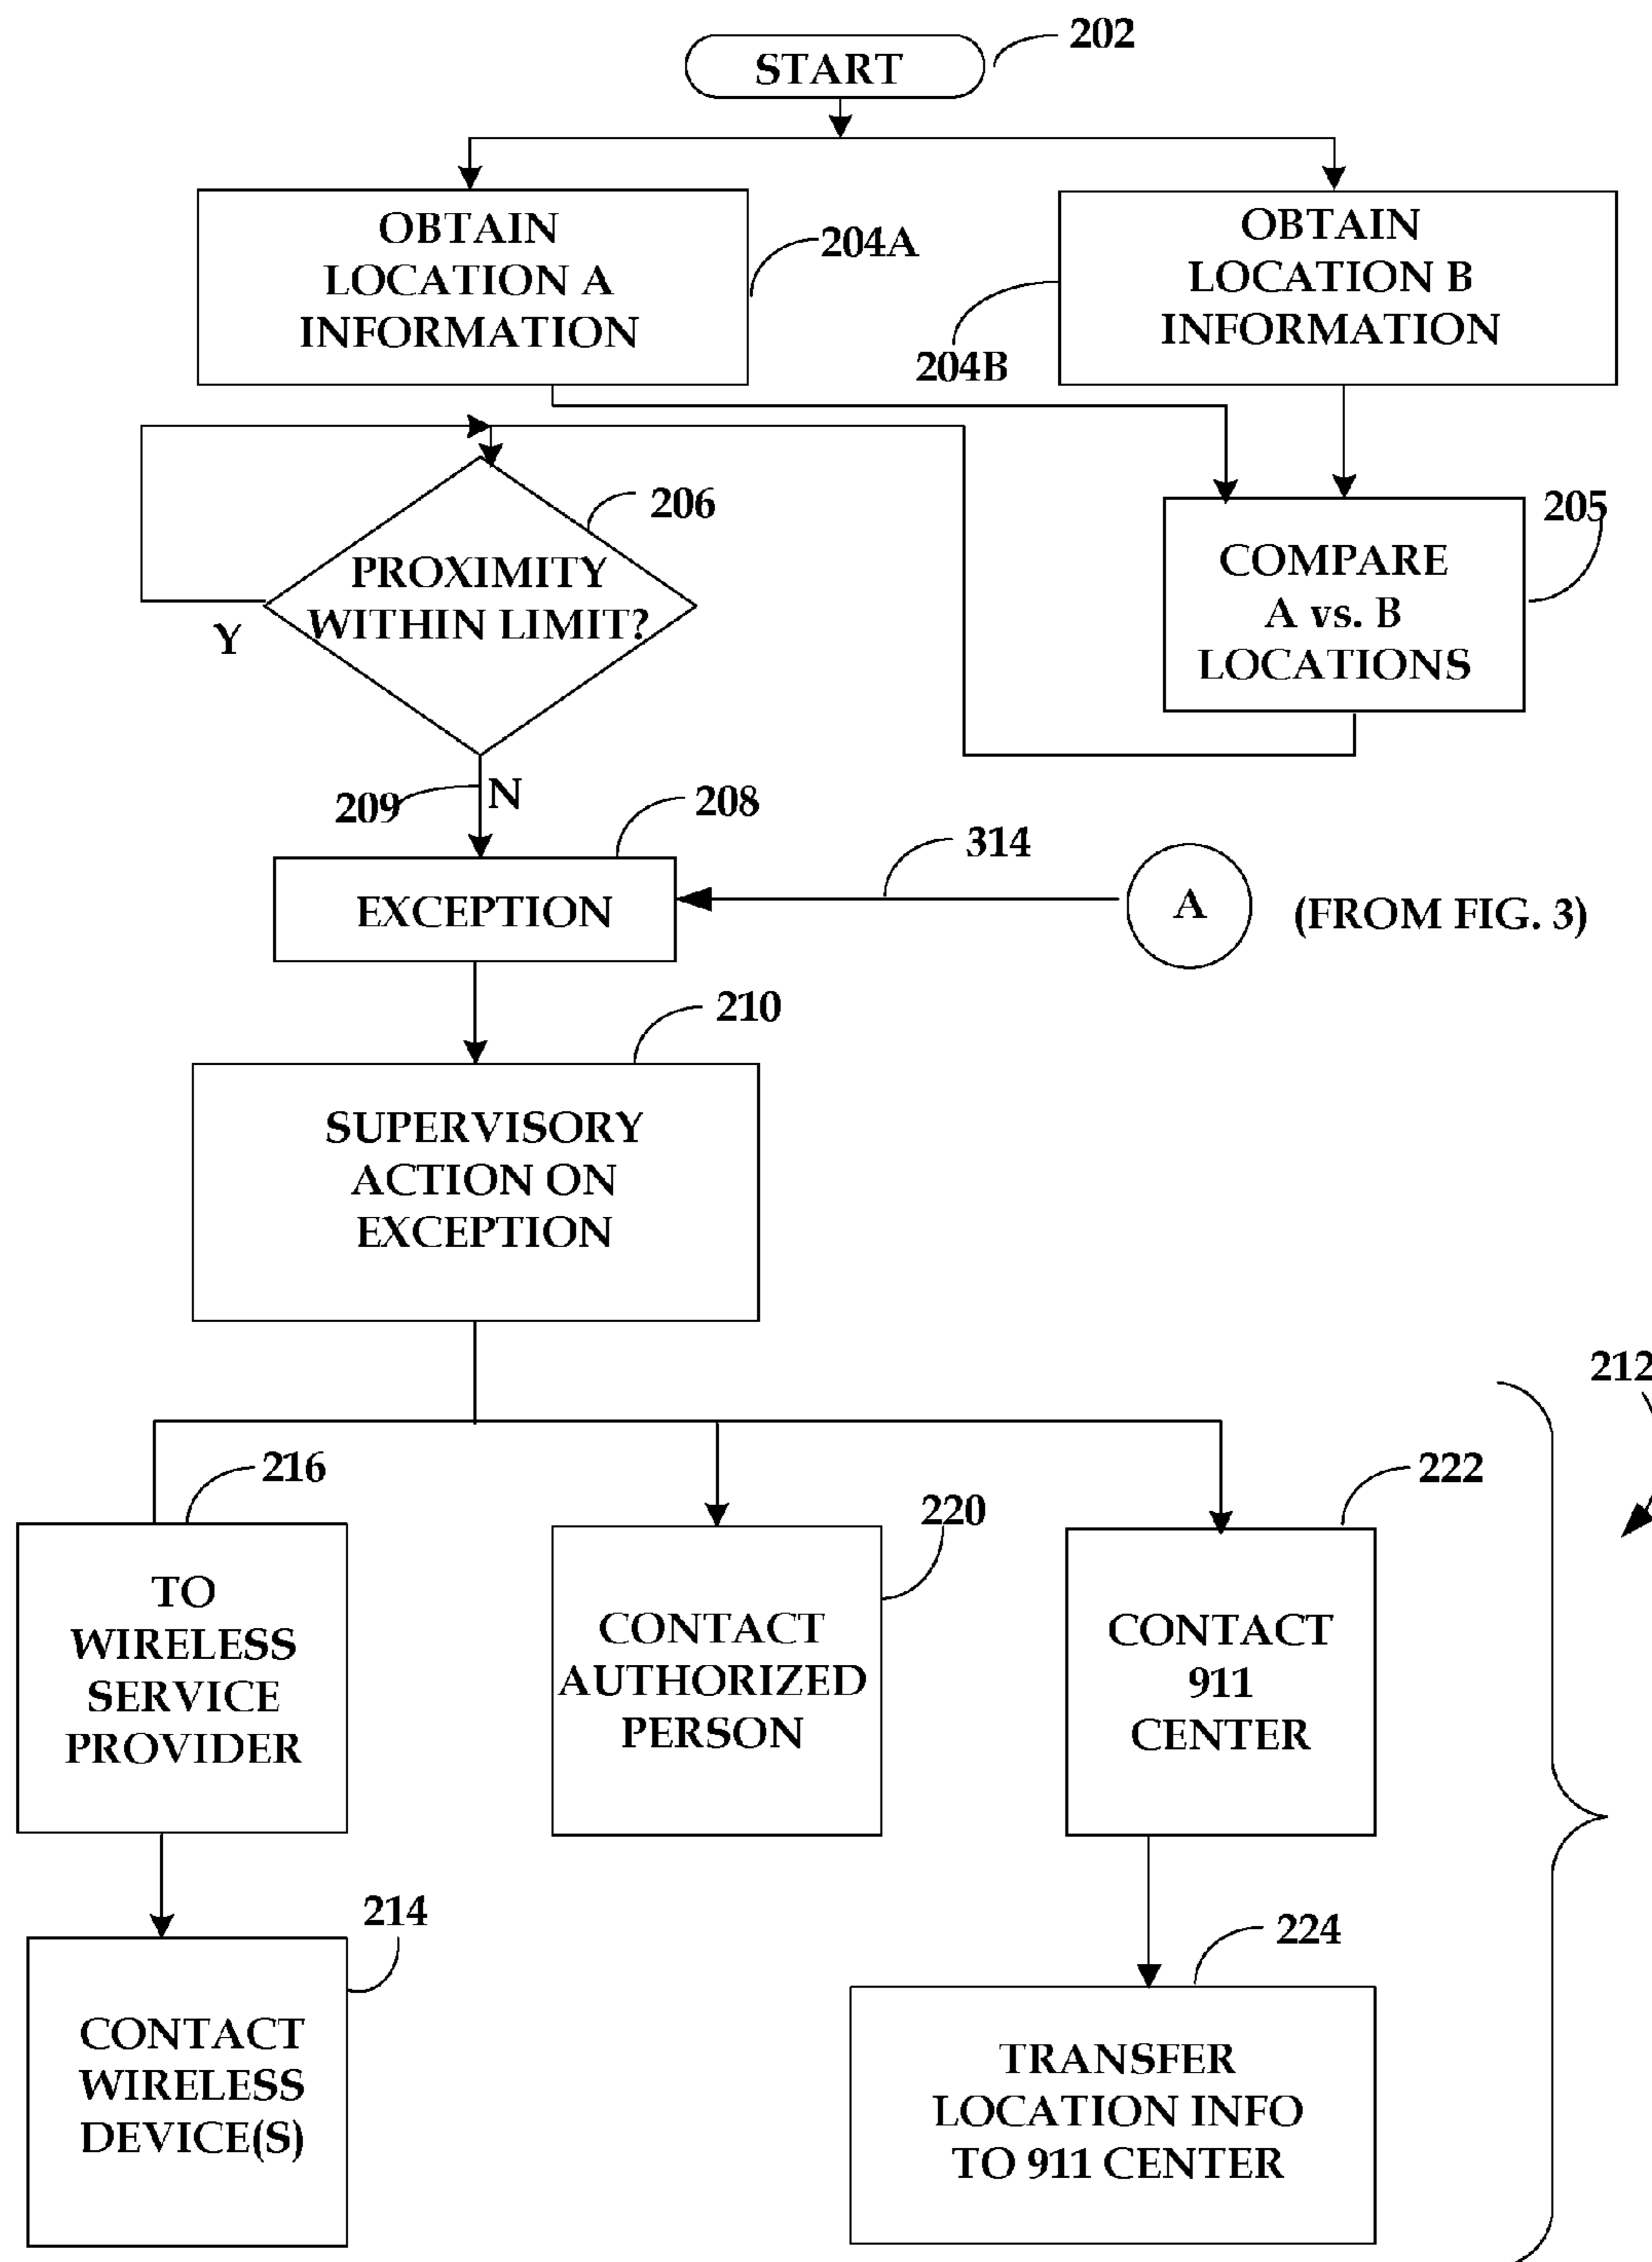 START
202
OBTAIN
LOCATION A
INFORMATION
204A
OBTAIN
LOCATION B
INFORMATION
204B
206
PROXIMITY
WITHIN LIMIT?
Y
205
COMPARE
A vs. B
LOCATIONS
209
N
208
EXCEPTION
314
A
(FROM FIG. 3)
210
SUPERVISORY
ACTION ON
EXCEPTION
212
216
TO
WIRELESS
SERVICE
PROVIDER
220
CONTACT
AUTHORIZED
PERSON
222
CONTACT
911
CENTER
214
CONTACT
WIRELESS
DEVICE(S)
224
TRANSFER
LOCATION INFO
TO 911 CENTER